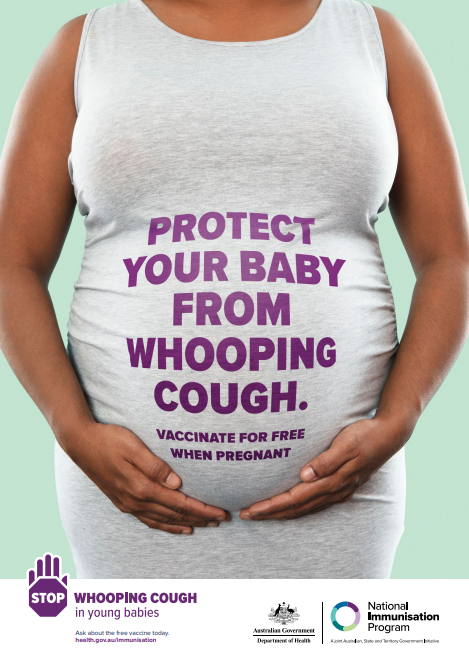 PROTECT
YOUR BABY
FROM
WHOOPING
COUGH.
VACCINATE FOR FREE
WHEN PREGNANT
STOP
WHOOPING COUGH
in young babies
Ask about the free vaccine today.
health.gov.au/immunisation
Australian Government
Department of Health
National
Immunisation
Program
A Joint Australian, State and Territory Government Initiative